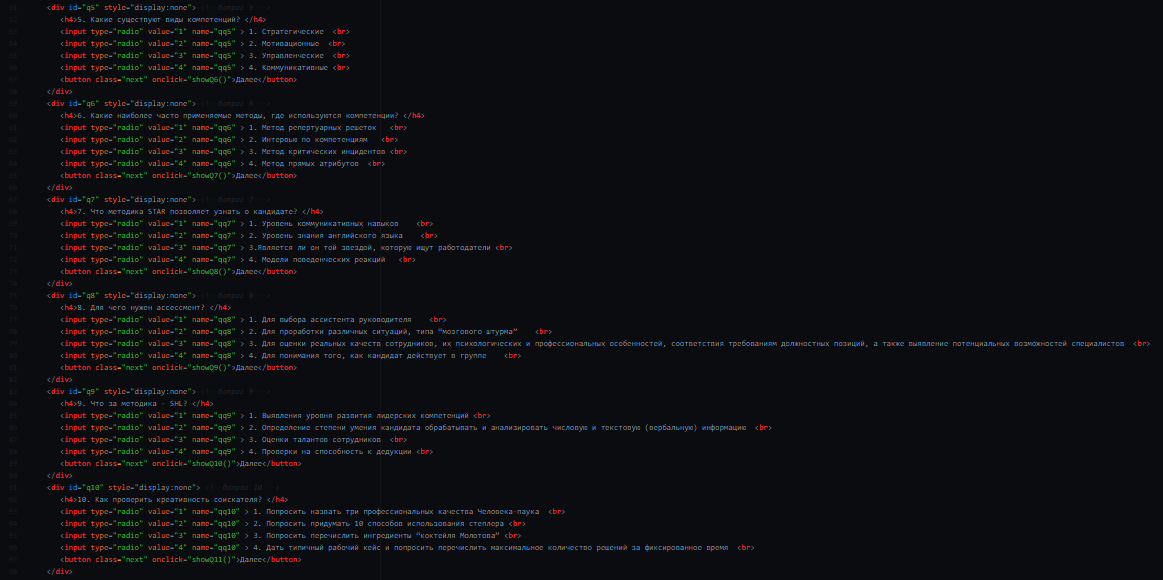 <div id="q5" style="display:none"> <!--Вопрос 5 -->
<h4>5. Какие существуют виды компетенций? </h4>
<input type="radio" value="1" name="qq5" > 1. Стратегические <br>
<input type="radio" value="2" name="qq5" > 2. Мотивационные <br>
<input type="radio" value="3" name="qq5" > 3. Управленческие <br>
<input type="radio" value="4" name="qq5" > 4. Коммуникативные <br>
<button class="next" onclick="showQ6()">Далее</button>
</div>
<div id="q6" style="display:none"> <!--Вопрос 6 -->
<h4>6. Какие наиболее часто применяемые методы, где используются компетенции? </h4>
<input type="radio" value="1" name="qq6" > 1. Метод репертуарных решеток <br>
<input type="radio" value="2" name="qq6" > 2. Интервью по компетенциям <br>
<input type="radio" value="3" name="qq6" > 3. Метод критических инцидентов <br>
<input type="radio" value="4" name="qq6" > 4. Метод прямых атрибутов <br>
<button class="next" onclick="showQ7()">Далее</button>
</div>
<div id="q7" style="display:none"> <!--Вопрос 7 -->
<h4>7. Что методика STAR позволяет узнать о кандидате? </h4>
<input type="radio" value="1" name="qq7" > 1. Уровень коммуникативных навыков <br>
<input type="radio" value="2" name="qq7" > 2. Уровень знания английского языка <br>
<input type="radio" value="3" name="qq7" > 3.Является ли он той звездой, которую ищут работодатели <br>
<input type="radio" value="4" name="qq7" > 4. Модели поведенческих реакций <br>
<button class="next" onclick="showQ8()">Далее</button>
</div>
<div id="q8" style="display:none"> <!--Вопрос 8 -->
<h4>8. Для чего нужен ассессмент? </h4>
<input type="radio" value="1" name="qq8" > 1. Для выбора ассистента руководителя <br>
<input type="radio" value="2" name="qq8" > 2. Для проработки различных ситуаций, типа “мозгового штурма” <br>
<input type="radio" value="3" name="qq8" > 3. Для оценки реальных качеств сотрудников, их психологических и профессиональных особенностей, соответствия требованиям должностных позиций, а также выявление потенциальных возможностей специалистов <br>
<input type="radio" value="4" name="qq8" > 4. Для понимания того, как кандидат действует в группе <br>
<button class="next" onclick="showQ9()">Далее</button>
</div>
<div id="q9" style="display:none"> <!--Вопрос 9 -->
<h4>9. Что за методика – SHL? </h4>
<input type="radio" value="1" name="qq9" > 1. Выявления уровня развития лидерских компетенций <br>
<input type="radio" value="2" name="qq9" > 2. Определение степени умения кандидата обрабатывать и анализировать числовую и текстовую (вербальную) информацию <br>
<input type="radio" value="3" name="qq9" > 3. Оценки талантов сотрудников <br>
<input type="radio" value="4" name="qq9" > 4. Проверки на способность к дедукции <br>
<button class="next" onclick="showQ10()">Далее</button>
</div>
<div id="q10" style="display:none"> <!--Вопрос 10 -->
<h4>10. Как проверить креативность соискателя? </h4>
<input type="radio" value="1" name="qq10" > 1. Попросить назвать три профессиональных качества Человека-паука <br>
<input type="radio" value="2" name="qq10" > 2. Попросить придумать 10 способов использования степлера <br>
<input type="radio" value="3" name="qq10" > 3. Попросить перечислить ингредиенты “коктейля Молотова” <br>
<input type="radio" value="4" name="qq10" > 4. Дать типичный рабочий кейс и попросить перечислить максимальное количество решений за фиксированное время <br>
<button class="next" onclick="showQ11()">Далее</button>
</div>